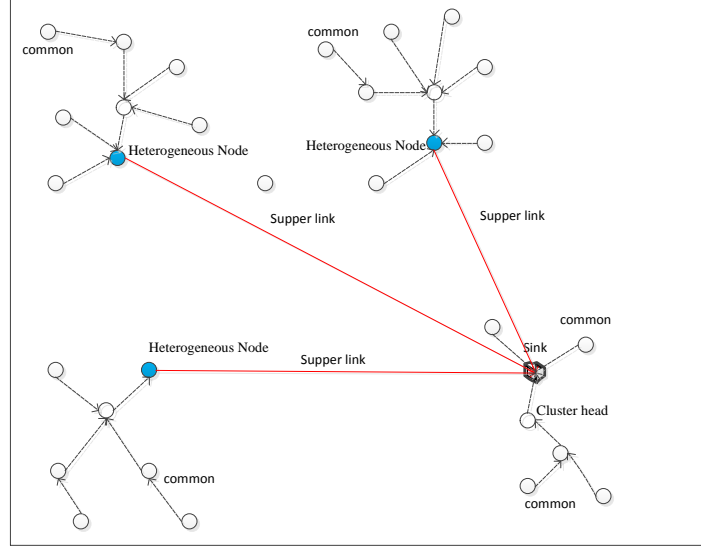 common
common
Heterogeneous Node
Heterogeneous Node
Supper link
Supper link
common
Sink
Heterogeneous Node
Supper link
Cluster head
common
common